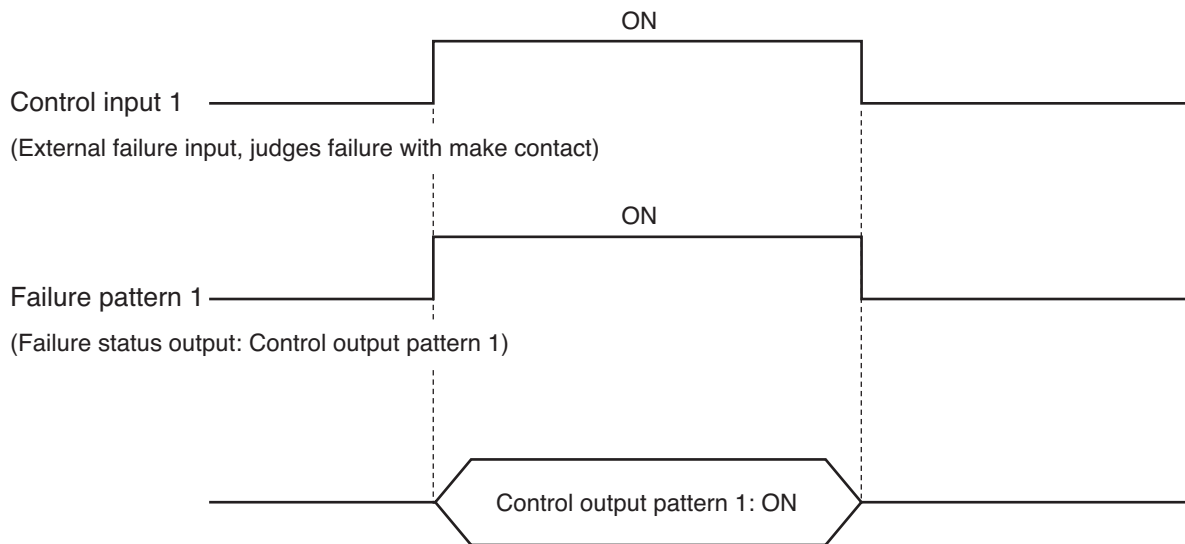 ON
Control input 1
(External failure input, judges failure with make contact)
ON
Failure pattern 1
(Failure status output: Control output pattern 1)
Control output pattern 1: ON